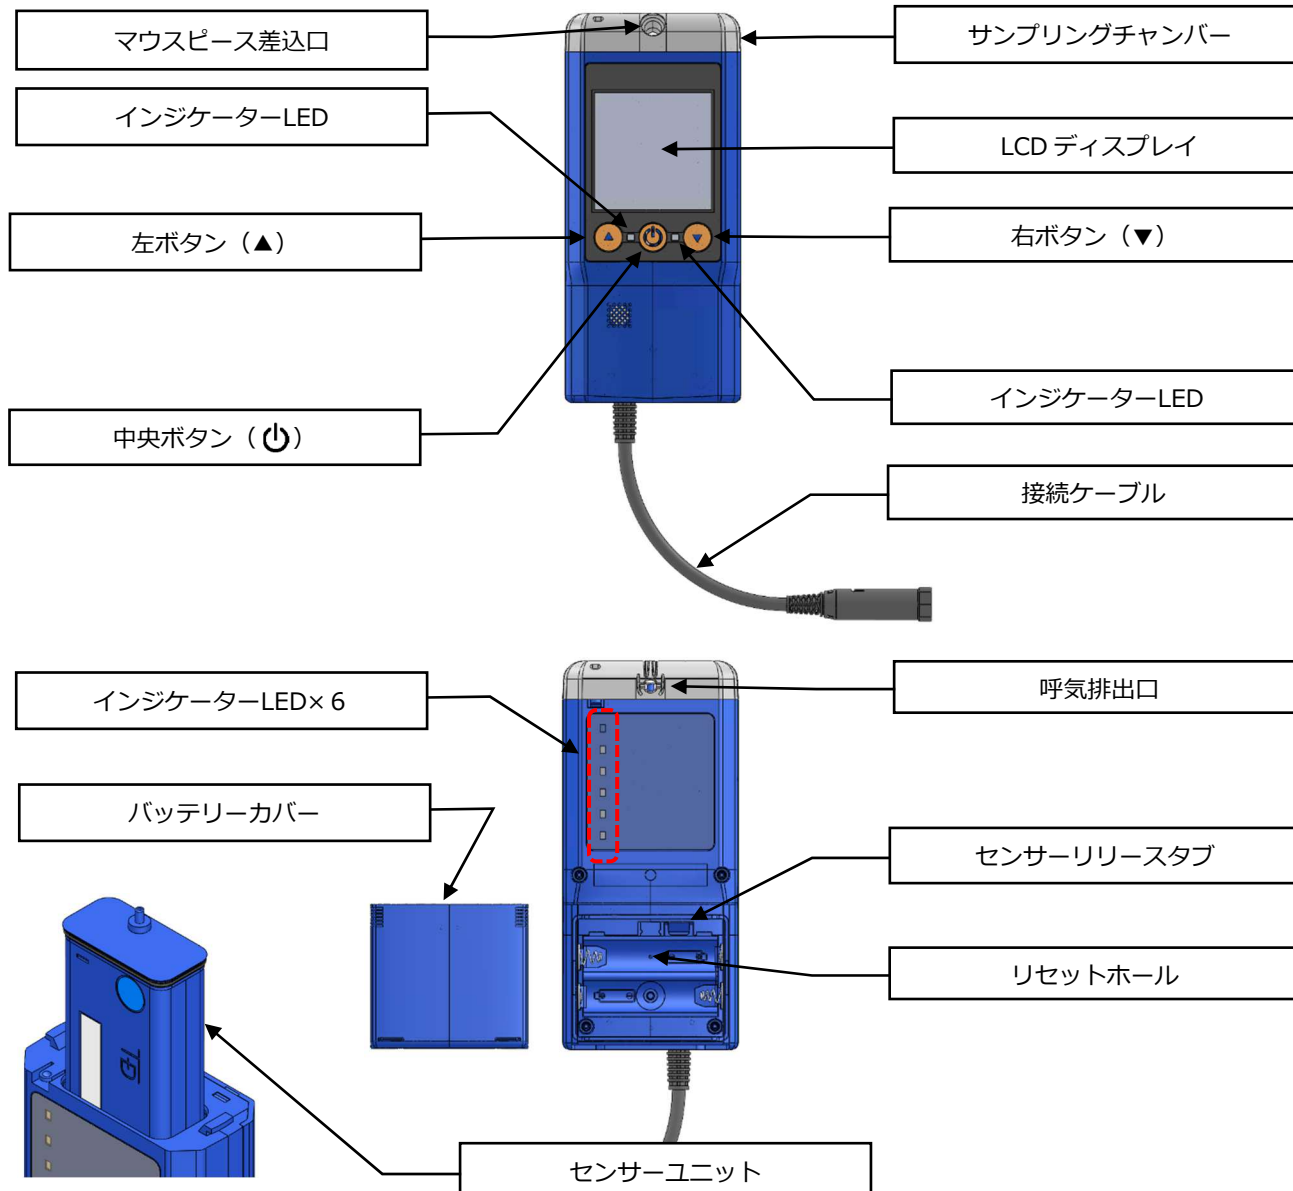 マウスピース差込口
サンプリングチャンバー
インジケーターLED
LCD ディスプレイ
左ボタン（▲）
右ボタン（▼）
インジケーターLED
中央ボタン（⏻）
接続ケーブル
インジケーターLED×６
呼気排出口
バッテリーカバー
センサーリリースタブ
リセットホール
センサーユニット